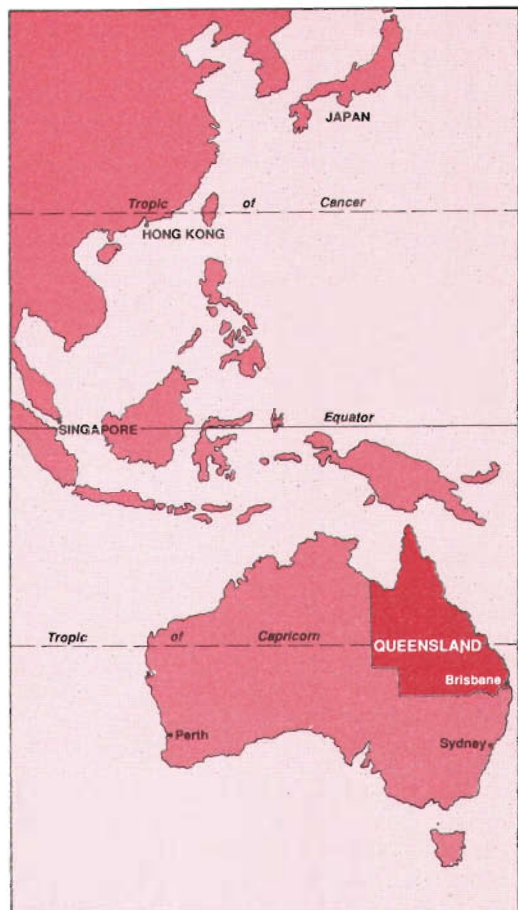 JAPAN
Tropic of Cancer
HONG KONG
Equator
SINGAPORE
Tropic of Capricorn
QUEENSLAND
Brisbane
Perth
Sydney